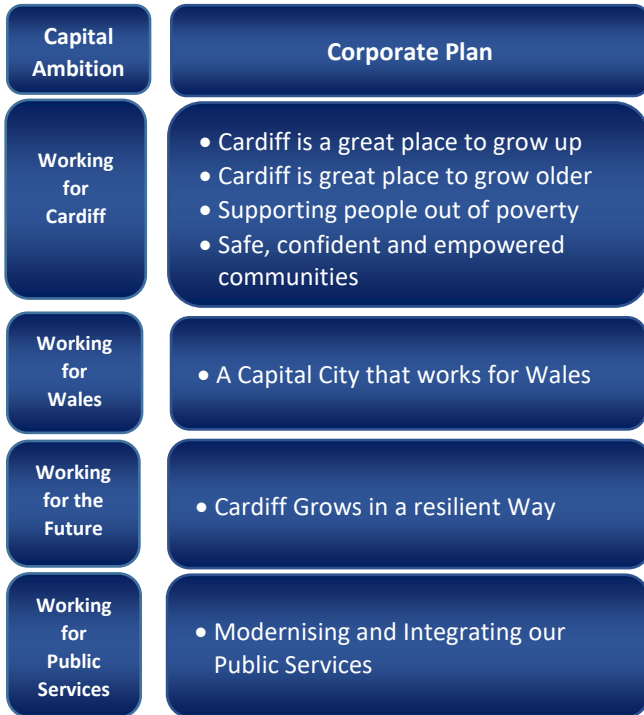 Capital
Ambition
Corporate Plan
Working
for
Cardiff
• Cardiff is a great place to grow up
• Cardiff is great place to grow older
• Supporting people out of poverty
• Safe, confident and empowered
communities
Working
for
Wales
• A Capital City that works for Wales
Working
for the
Future
• Cardiff Grows in a resilient Way
Working
for
Public
Services
• Modernising and Integrating our
Public Services